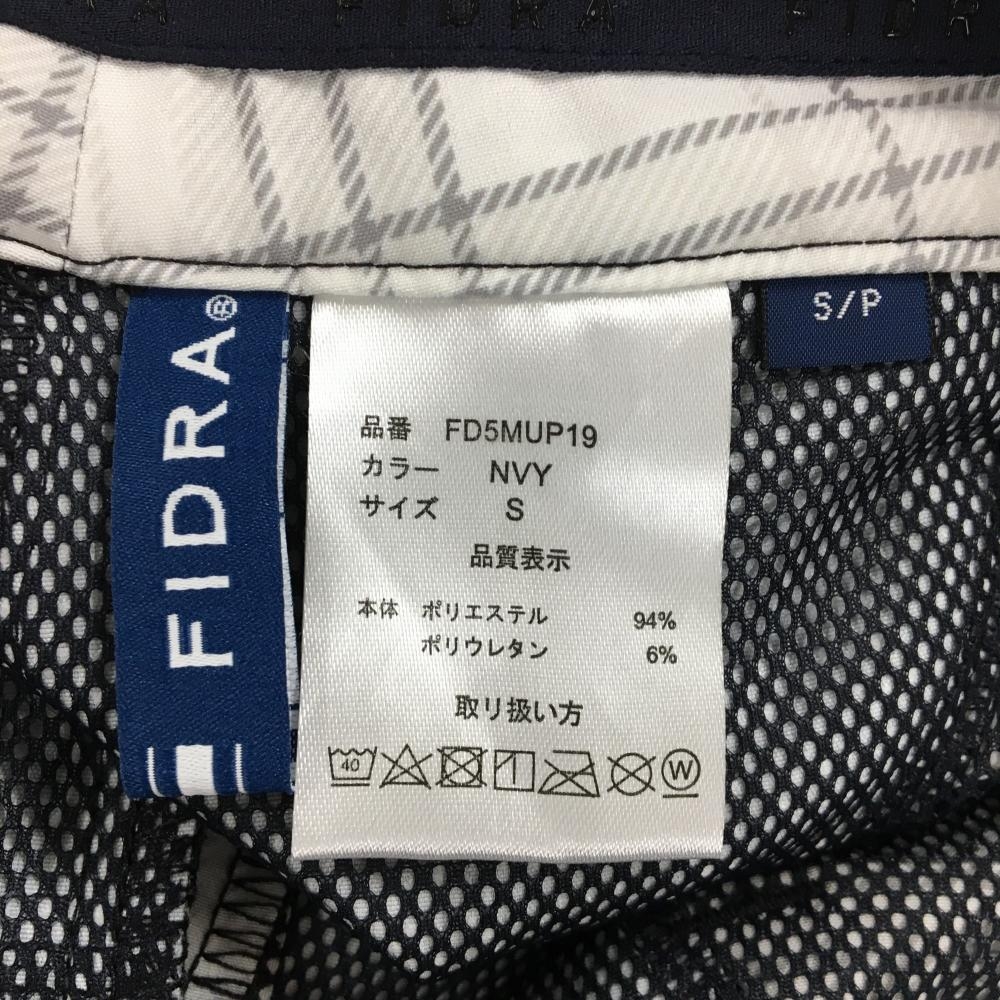 FIDRA
FIDRA®
S/P
品番 FD5MUP19
カラー NVY
サイズ S
品質表示
本体 ポリエステル 94%
ポリウレタン 6%
取り扱い方
40
W